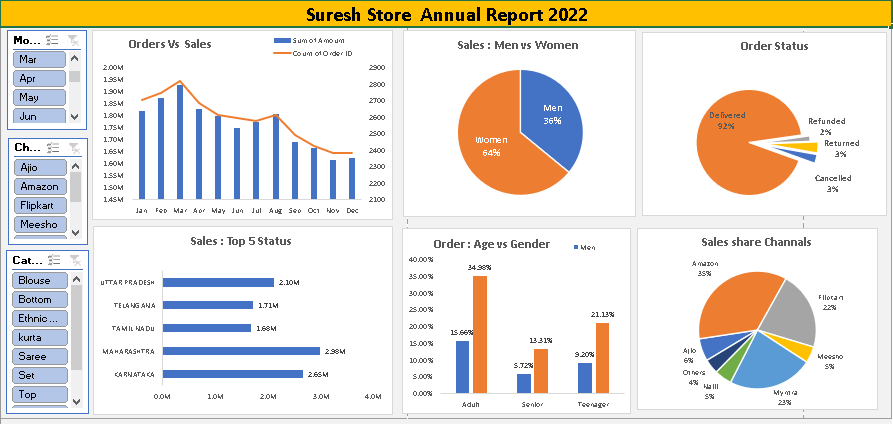 Suresh Store Annual Report 2022
Mo...
Mar
Apr
May
Jun
Ch...
Ajio
Amazon
Flipkart
Meesho
Cat...
Blouse
Bottom
Ethnic ...
kurta
Saree
Set
Top
Orders Vs Sales
Sum of Amount
Count of Order ID
2.00M
1.95M
1.90M
1.85M
1.80M
1.75M
1.70M
1.65M
1.60M
1.55M
1.50M
1.45M
2900
2800
2700
2600
2500
2400
2300
2200
2100
Jan Feb Mar Apr May Jun Jul Aug Sep Oct Nov Dec
Sales : Men vs Women
Men
36%
Women
64%
Order Status
Delivered
92%
Refunded
2%
Returned
3%
Cancelled
3%
Sales : Top 5 Status
UTTAR PRADESH 2.10M
TELANGANA 1.71M
TAMIL NADU 1.68M
MAHARASHTRA 2.98M
KARNATAKA 2.65M
0.0M 1.0M 2.0M 3.0M 4.0M
Order : Age vs Gender
Men
40.00%
35.00%
30.00%
25.00%
20.00%
15.00%
10.00%
5.00%
0.00%
15.66% 34.98%
5.72% 13.31%
9.20% 21.13%
Adult Senior Teenager
Sales share Channals
Amazon
35%
Flipcart
22%
Meesho
5%
Myntra
23%
Nalli
5%
Others
4%
Ajio
6%